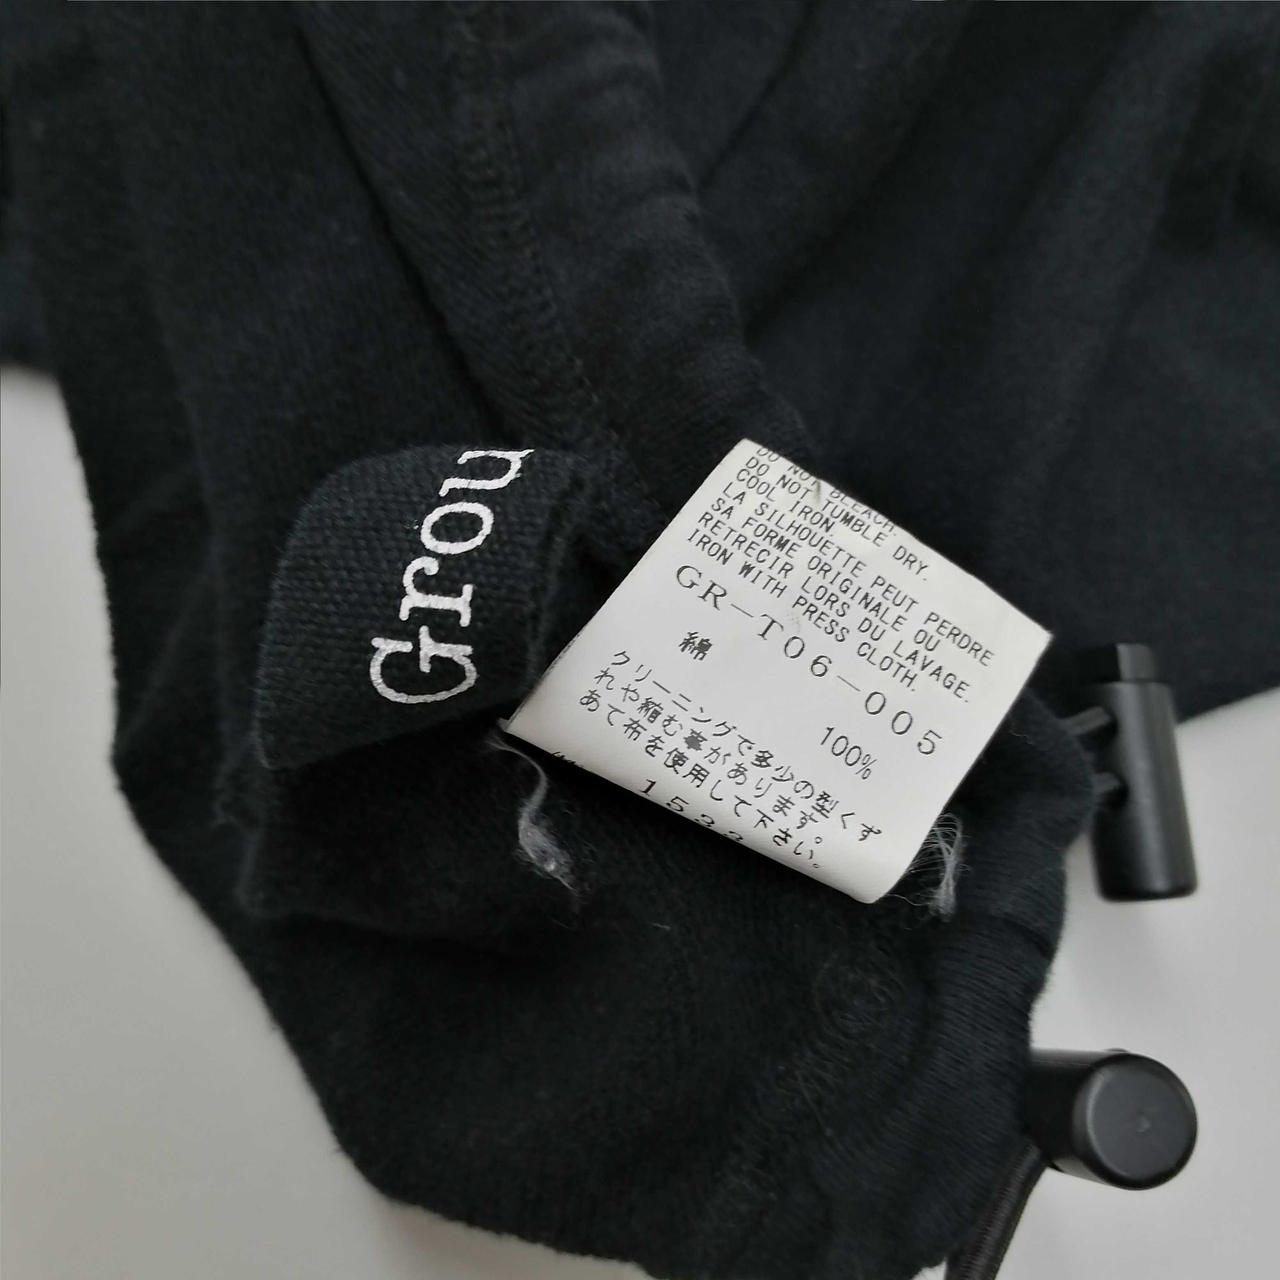 Grou
DO NOT BLEACH.
DO NOT TUMBLE DRY.
COOL IRON.
LA SILHOUETTE PEUT PERDRE
SA FORME ORIGINALE OU
RETRECIR LORS DU LAVAGE.
IRON WITH PRESS CLOTH.
GR-T06-005
綿 100%
クリーニングで多少の型くず
れや縮む事があります。
あて布を使用して下さい。